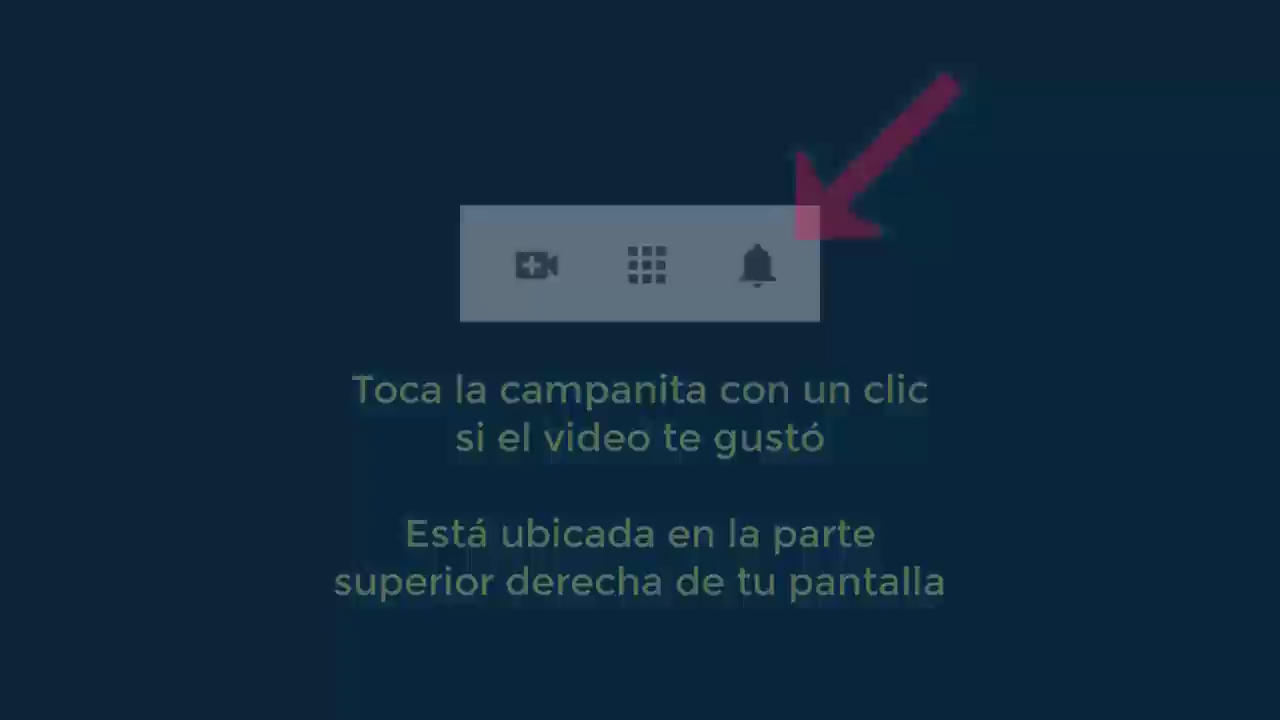 Toca la campanita con un clic
si el video te gustó
Está ubicada en la parte
superior derecha de tu pantalla